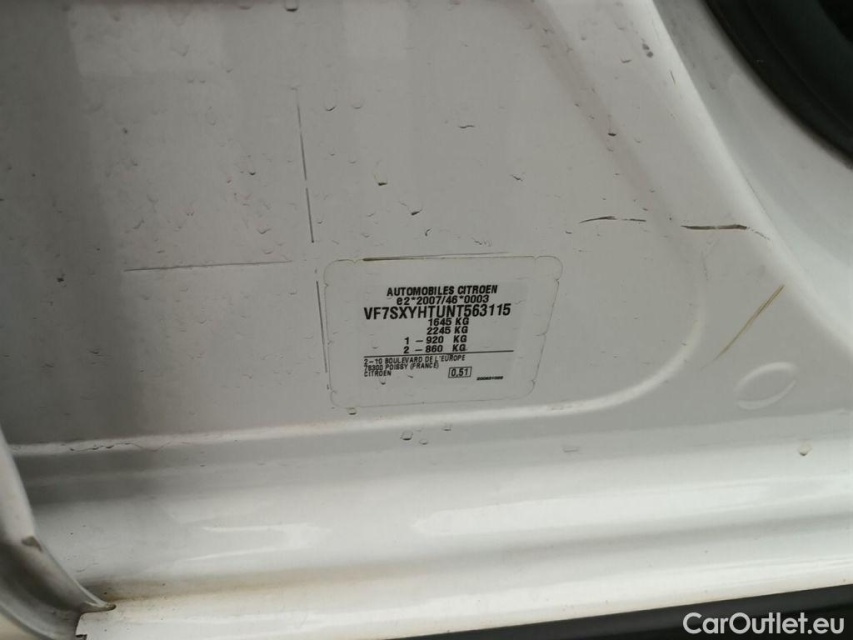 AUTOMOBILES CITROEN
e2*2007/46*0003
VF7SXYHTUNT563115
1645 KG
2245 KG
1 - 920 KG
2 - 860 KG
2-10 BOULEVARD DE L'EUROPE
78300 POISSY (FRANCE)
CITROEN
0.51
CarOutlet.eu